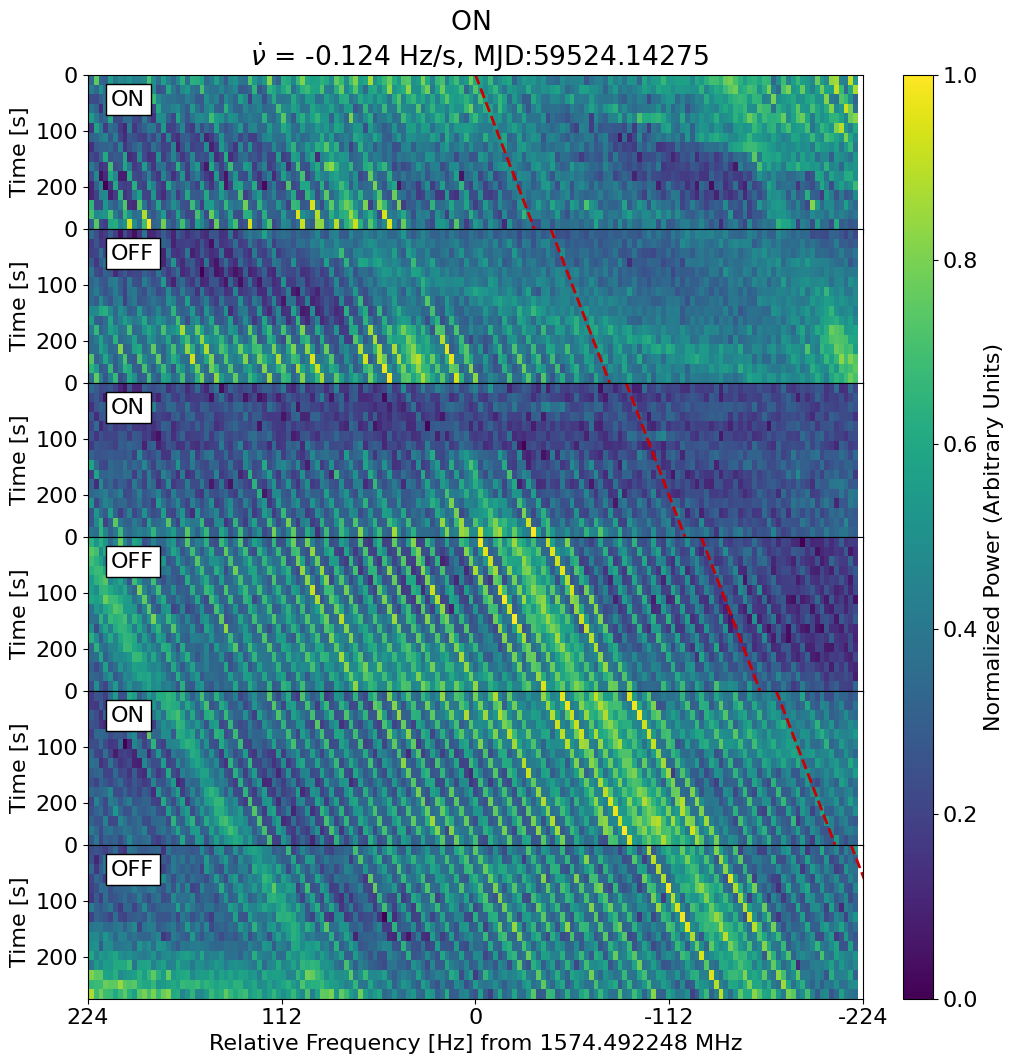 ON
ν̇ = -0.124 Hz/s, MJD:59524.14275
0
ON
100
Time [s]
200
0
OFF
100
Time [s]
200
0
ON
100
Time [s]
200
0
OFF
100
Time [s]
200
0
ON
100
Time [s]
200
0
OFF
100
Time [s]
200
224 112 0 -112 -224
Relative Frequency [Hz] from 1574.492248 MHz
1.0
0.8
0.6
0.4
0.2
0.0
Normalized Power (Arbitrary Units)